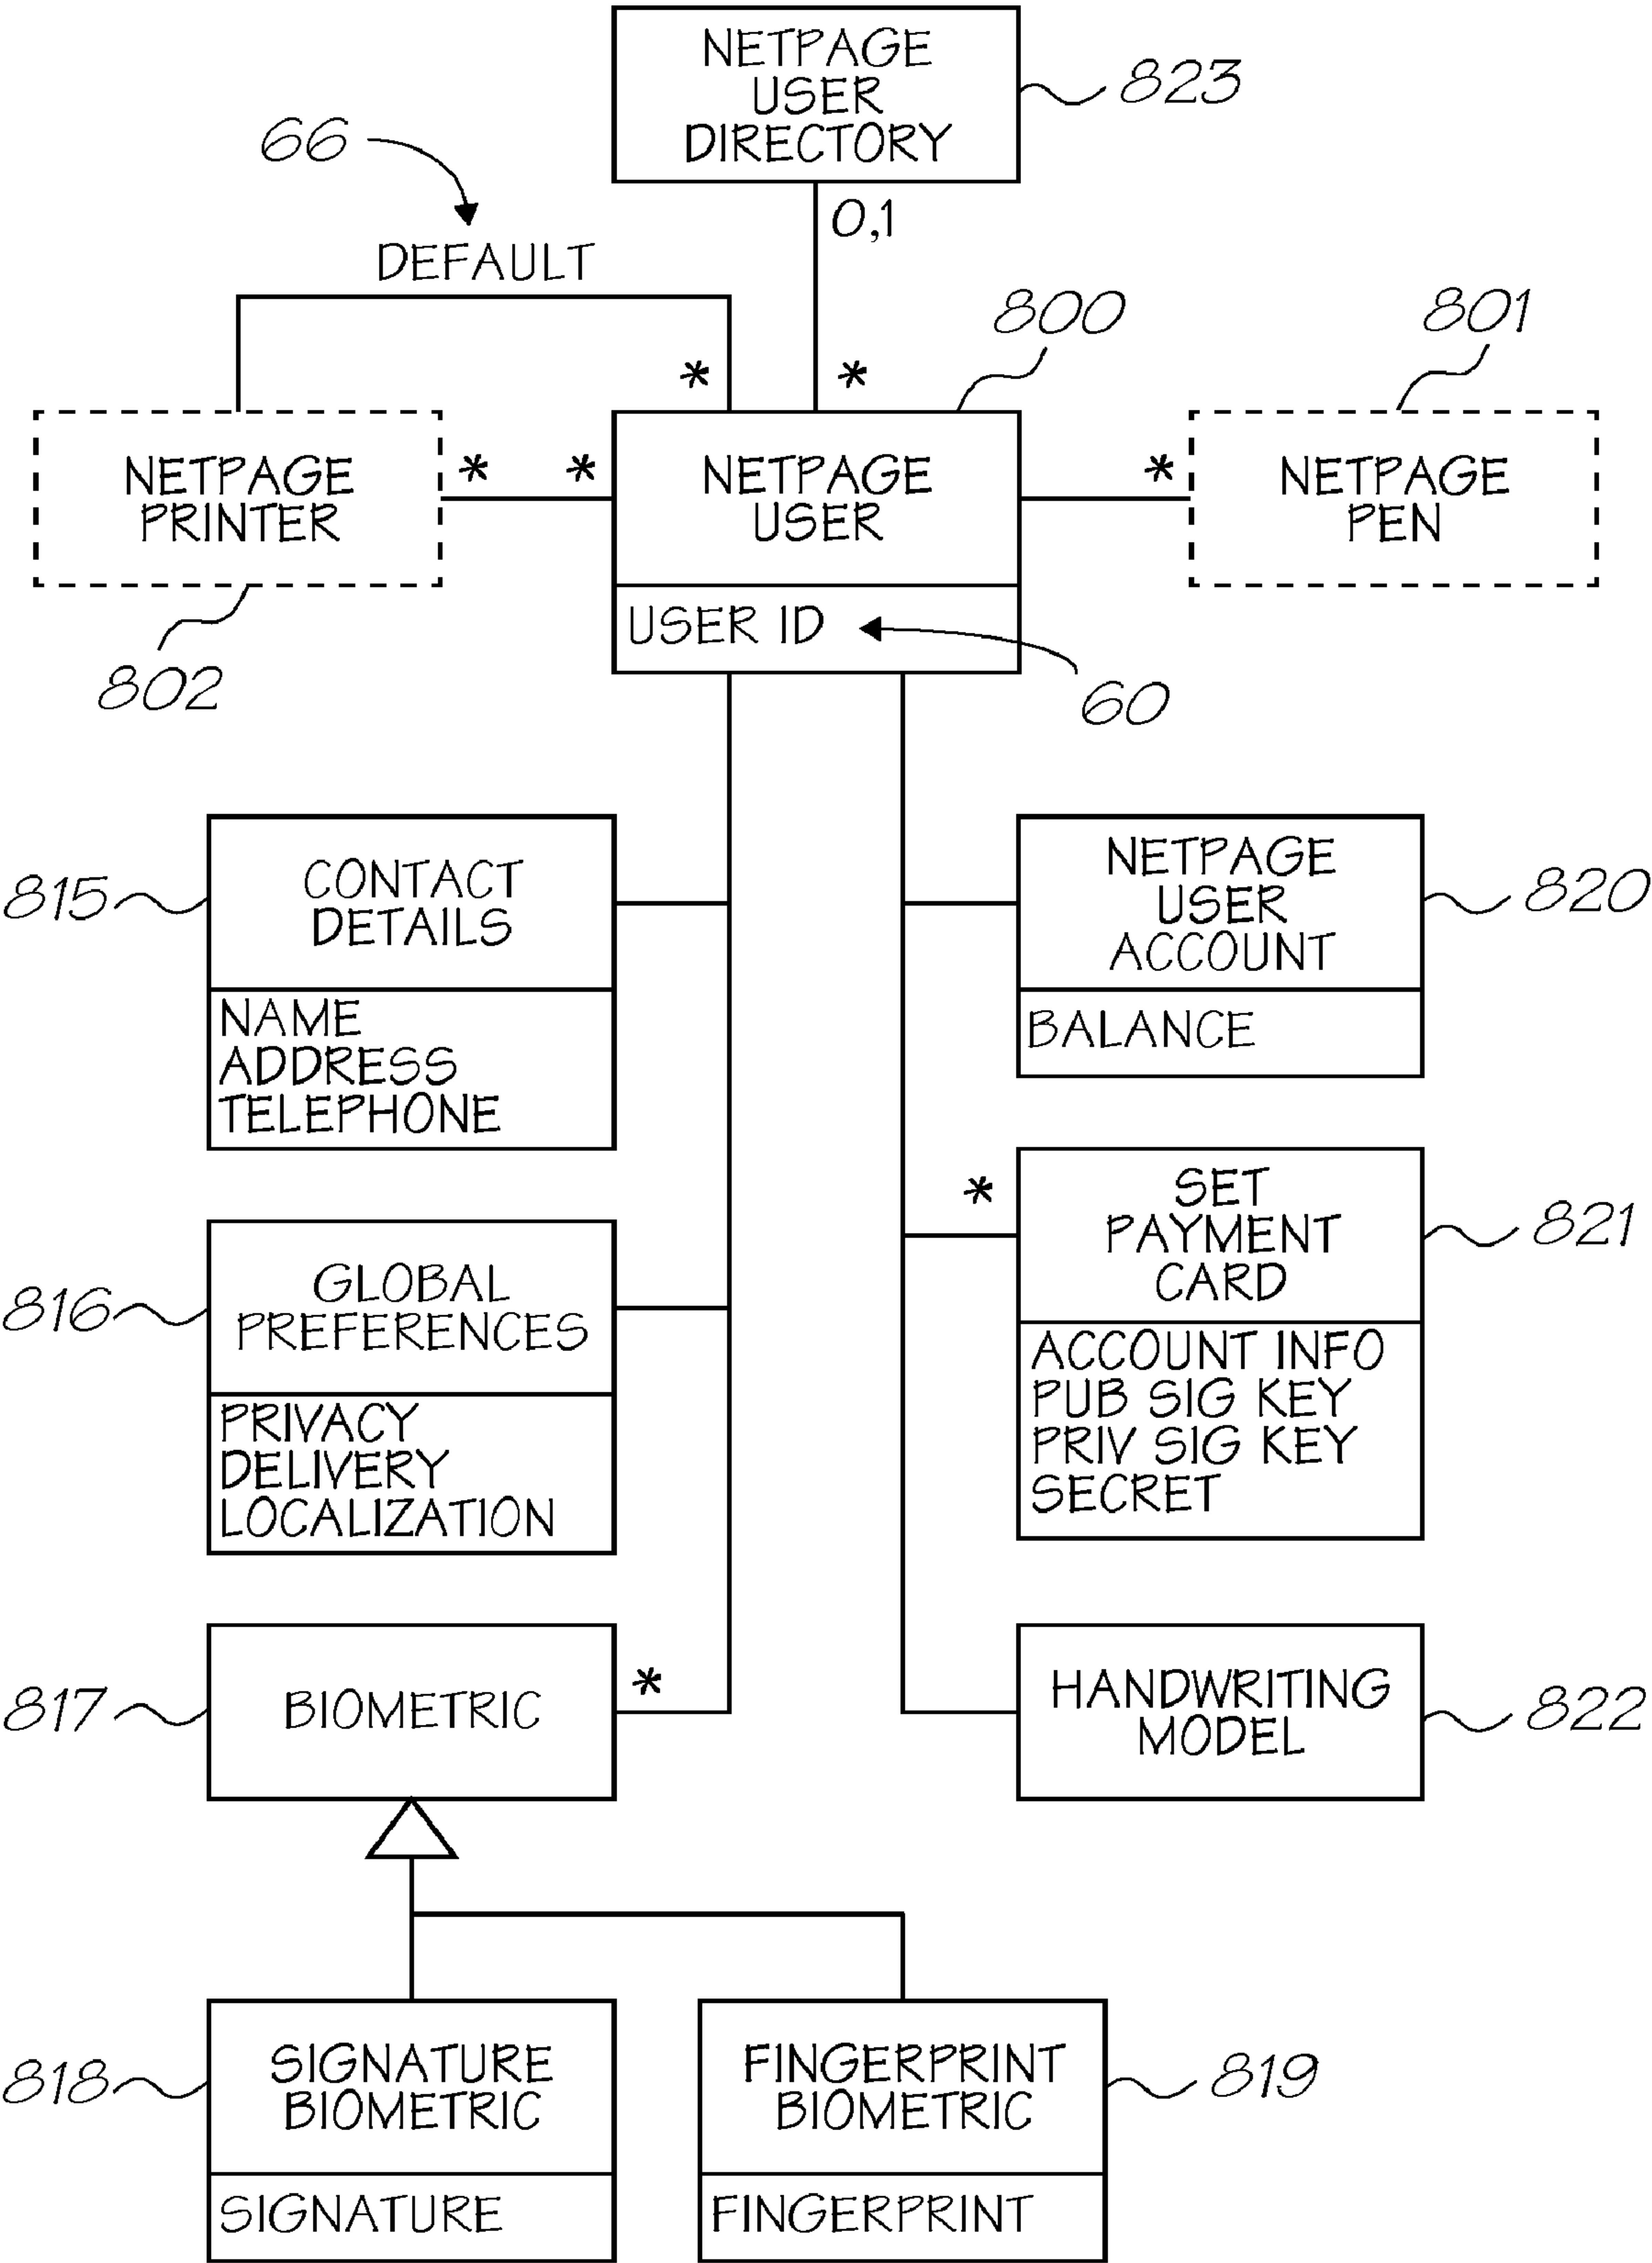 NETPAGE
USER
DIRECTORY
823
66
0,1
DEFAULT
800
801
*
*
NETPAGE
PRINTER
*
*
NETPAGE
USER
*
NETPAGE
PEN
USER ID
802
60
815
CONTACT
DETAILS
NAME
ADDRESS
TELEPHONE
NETPAGE
USER
ACCOUNT
820
BALANCE
*
SET
PAYMENT
CARD
821
ACCOUNT INFO
PUB SIG KEY
PRIV SIG KEY
SECRET
816
GLOBAL
PREFERENCES
PRIVACY
DELIVERY
LOCALIZATION
817
BIOMETRIC
*
HANDWRITING
MODEL
822
818
SIGNATURE
BIOMETRIC
SIGNATURE
FINGERPRINT
BIOMETRIC
819
FINGERPRINT